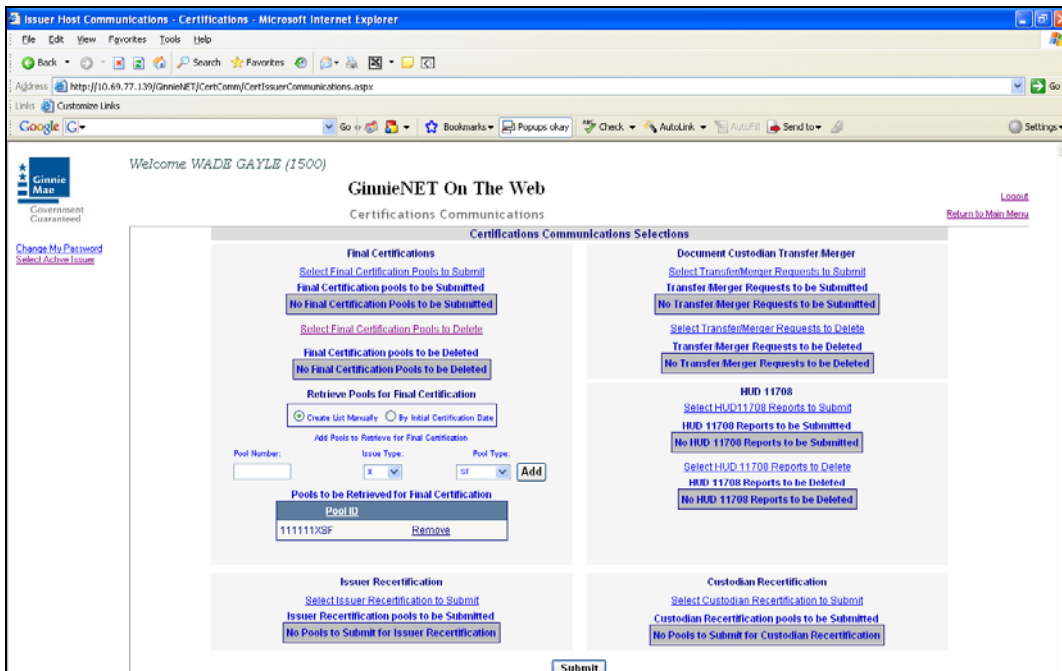 Issuer Host Communications - Certifications - Microsoft Internet Explorer
File Edit View Favorites Tools Help
Back Search Favorites
Address http://10.69.77.139/GinnieNET/CertComm/CertIssuerCommunications.aspx Go
Links Customize Links
Google G Go Bookmarks Popups okay Check AutoLink AutoFill Send to Settings
Welcome WADE GAYLE (1500)
Ginnie Mae
Government Guaranteed
GinnieNET On The Web
Logout
Certifications Communications
Return to Main Menu
Change My Password
Select Active Issuer
Certifications Communications Selections
Final Certifications
Select Final Certification Pools to Submit
Final Certification pools to be Submitted
No Final Certification Pools to be Submitted
Select Final Certification Pools to Delete
Final Certification pools to be Deleted
No Final Certification Pools to be Deleted
Retrieve Pools for Final Certification
Create List Manually By Initial Certification Date
Add Pools to Retrieve for Final Certification
Pool Number: Issue Type: Pool Type:
X SF Add
Pools to be Retrieved for Final Certification
Pool ID
111111XSF Remove
Document Custodian Transfer/Merger
Select Transfer/Merger Requests to Submit
Transfer/Merger Requests to be Submitted
No Transfer/Merger Requests to be Submitted
Select Transfer/Merger Requests to Delete
Transfer/Merger Requests to be Deleted
No Transfer/Merger Requests to be Deleted
HUD 11708
Select HUD11708 Reports to Submit
HUD 11708 Reports to be Submitted
No HUD 11708 Reports to be Submitted
Select HUD 11708 Reports to Delete
HUD 11708 Reports to be Deleted
No HUD 11708 Reports to be Deleted
Issuer Recertification
Select Issuer Recertification to Submit
Issuer Recertification pools to be Submitted
No Pools to Submit for Issuer Recertification
Custodian Recertification
Select Custodian Recertification to Submit
Custodian Recertification pools to be Submitted
No Pools to Submit for Custodian Recertification
Submit